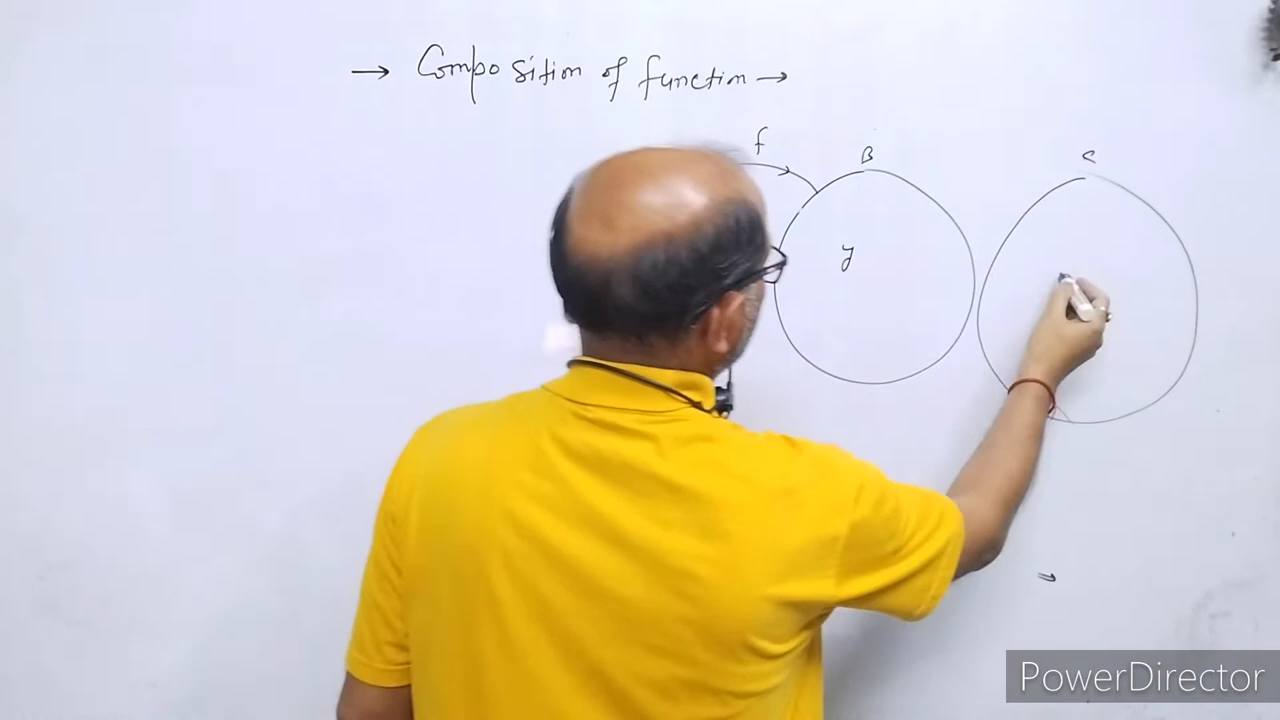 → Composition of function →
f B C
y
PowerDirector